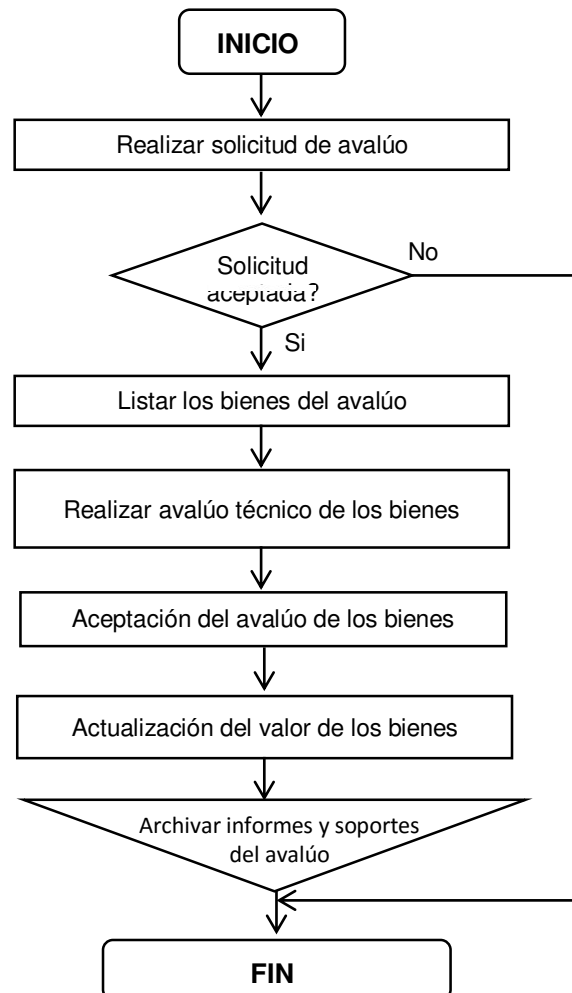 INICIO
Realizar solicitud de avalúo
Solicitud
aceptada?
No
Si
Listar los bienes del avalúo
Realizar avalúo técnico de los bienes
Aceptación del avalúo de los bienes
Actualización del valor de los bienes
Archivar informes y soportes
del avalúo
FIN